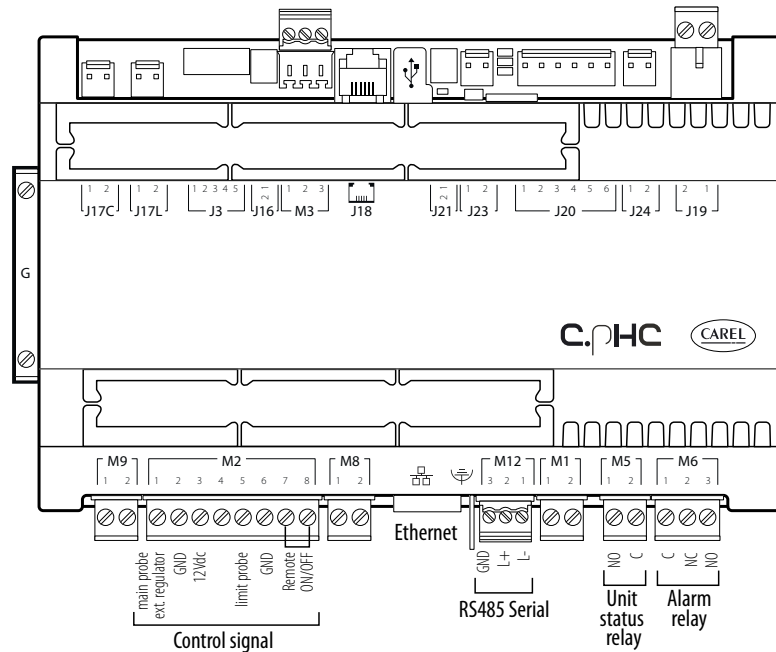 1 2 1 2 1 2 3 4 5 2 1 1 2 3 2 1 1 2 1 2 3 4 5 6 1 2 2 1
J17C J17L J3 J16 M3 J18 J21 J23 J20 J24 J19
G
c.pHC CAREL
M9 M2 M8 M12 M1 M5 M6
1 2 1 2 3 4 5 6 7 8 1 2 3 2 1 1 2 1 2 1 2 3
Ethernet
main probe
ext. regulator
GND
12Vdc
limit probe
GND
Remote
ON/OFF
GND
L+
L-
NO
C
C
NC
NO
Control signal
RS485 Serial
Unit
status
relay
Alarm
relay